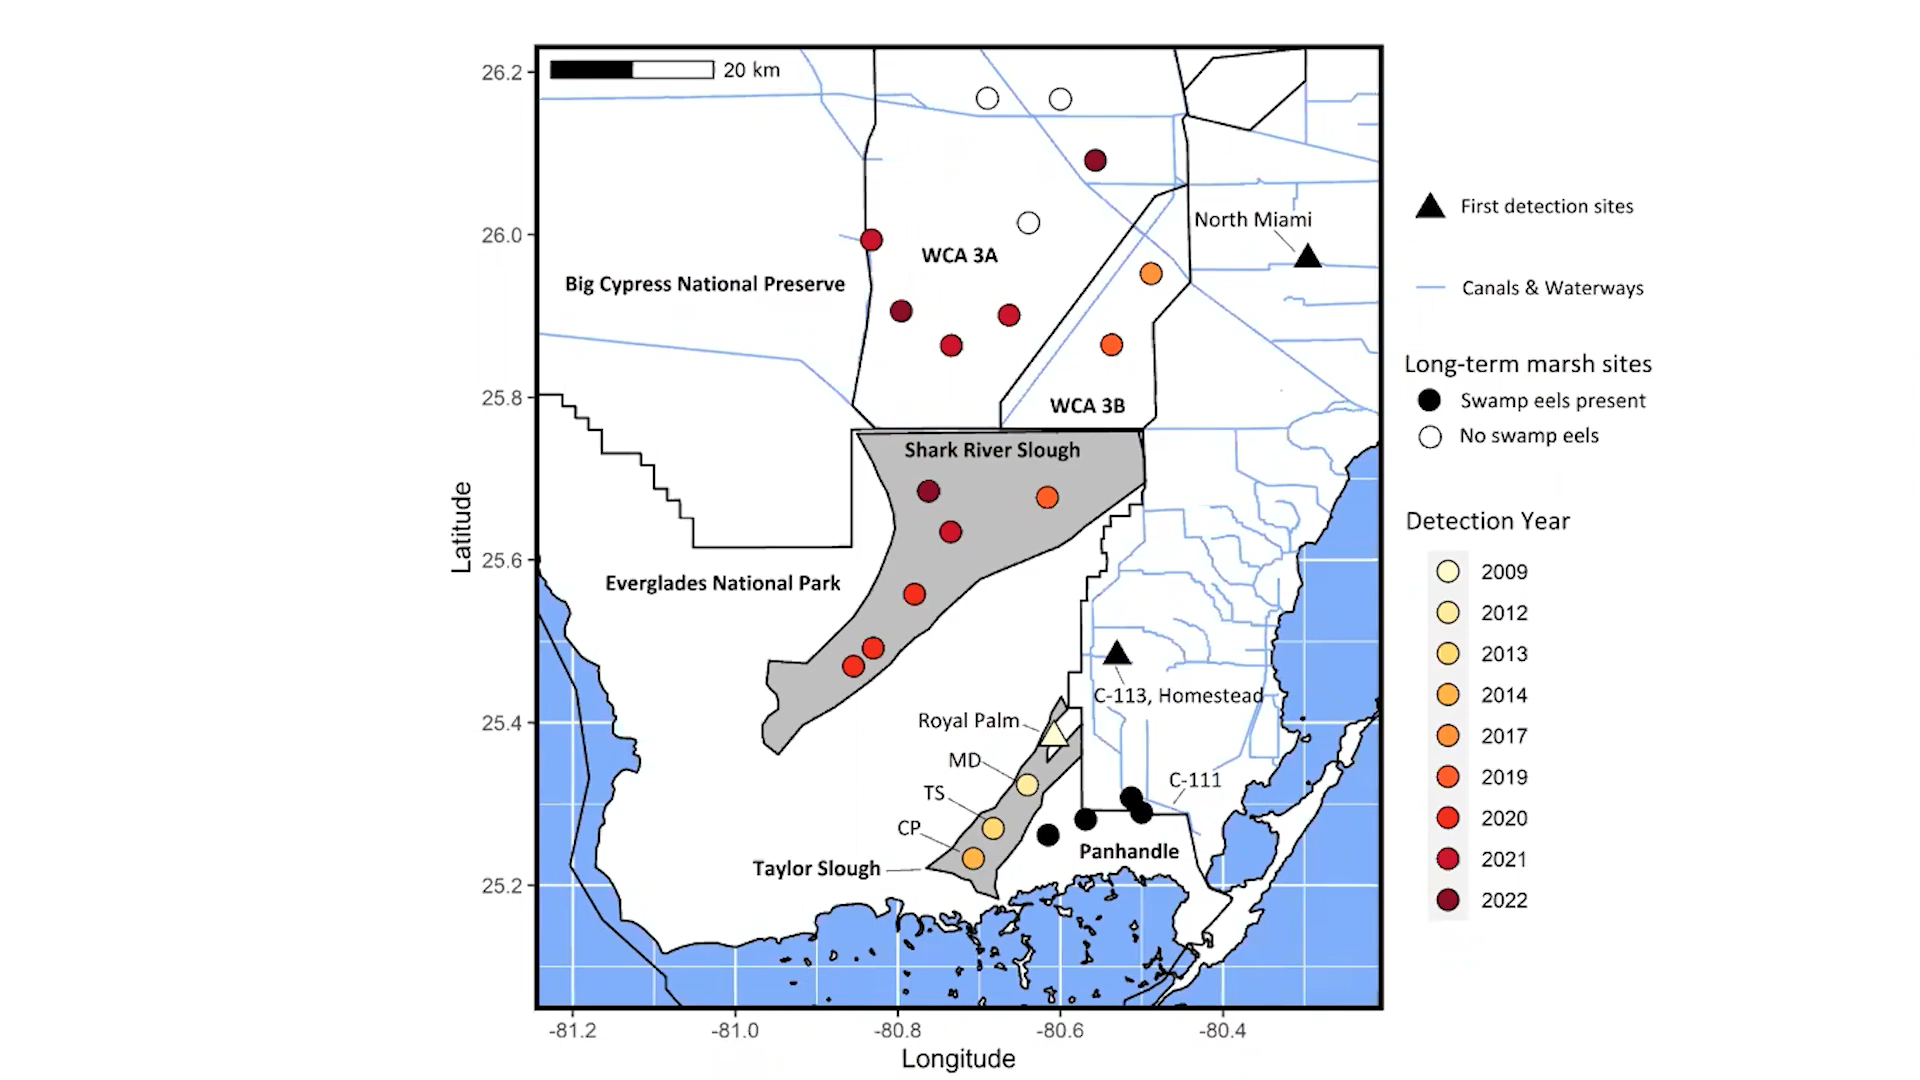 20 km
26.2
26.0
25.8
25.6
25.4
25.2
Latitude
-81.2
-81.0
-80.8
-80.6
-80.4
Longitude
North Miami
WCA 3A
Big Cypress National Preserve
WCA 3B
Shark River Slough
Everglades National Park
C-113, Homestead
Royal Palm
MD
TS
CP
C-111
Panhandle
Taylor Slough
First detection sites
Canals & Waterways
Long-term marsh sites
Swamp eels present
No swamp eels
Detection Year
2009
2012
2013
2014
2017
2019
2020
2021
2022